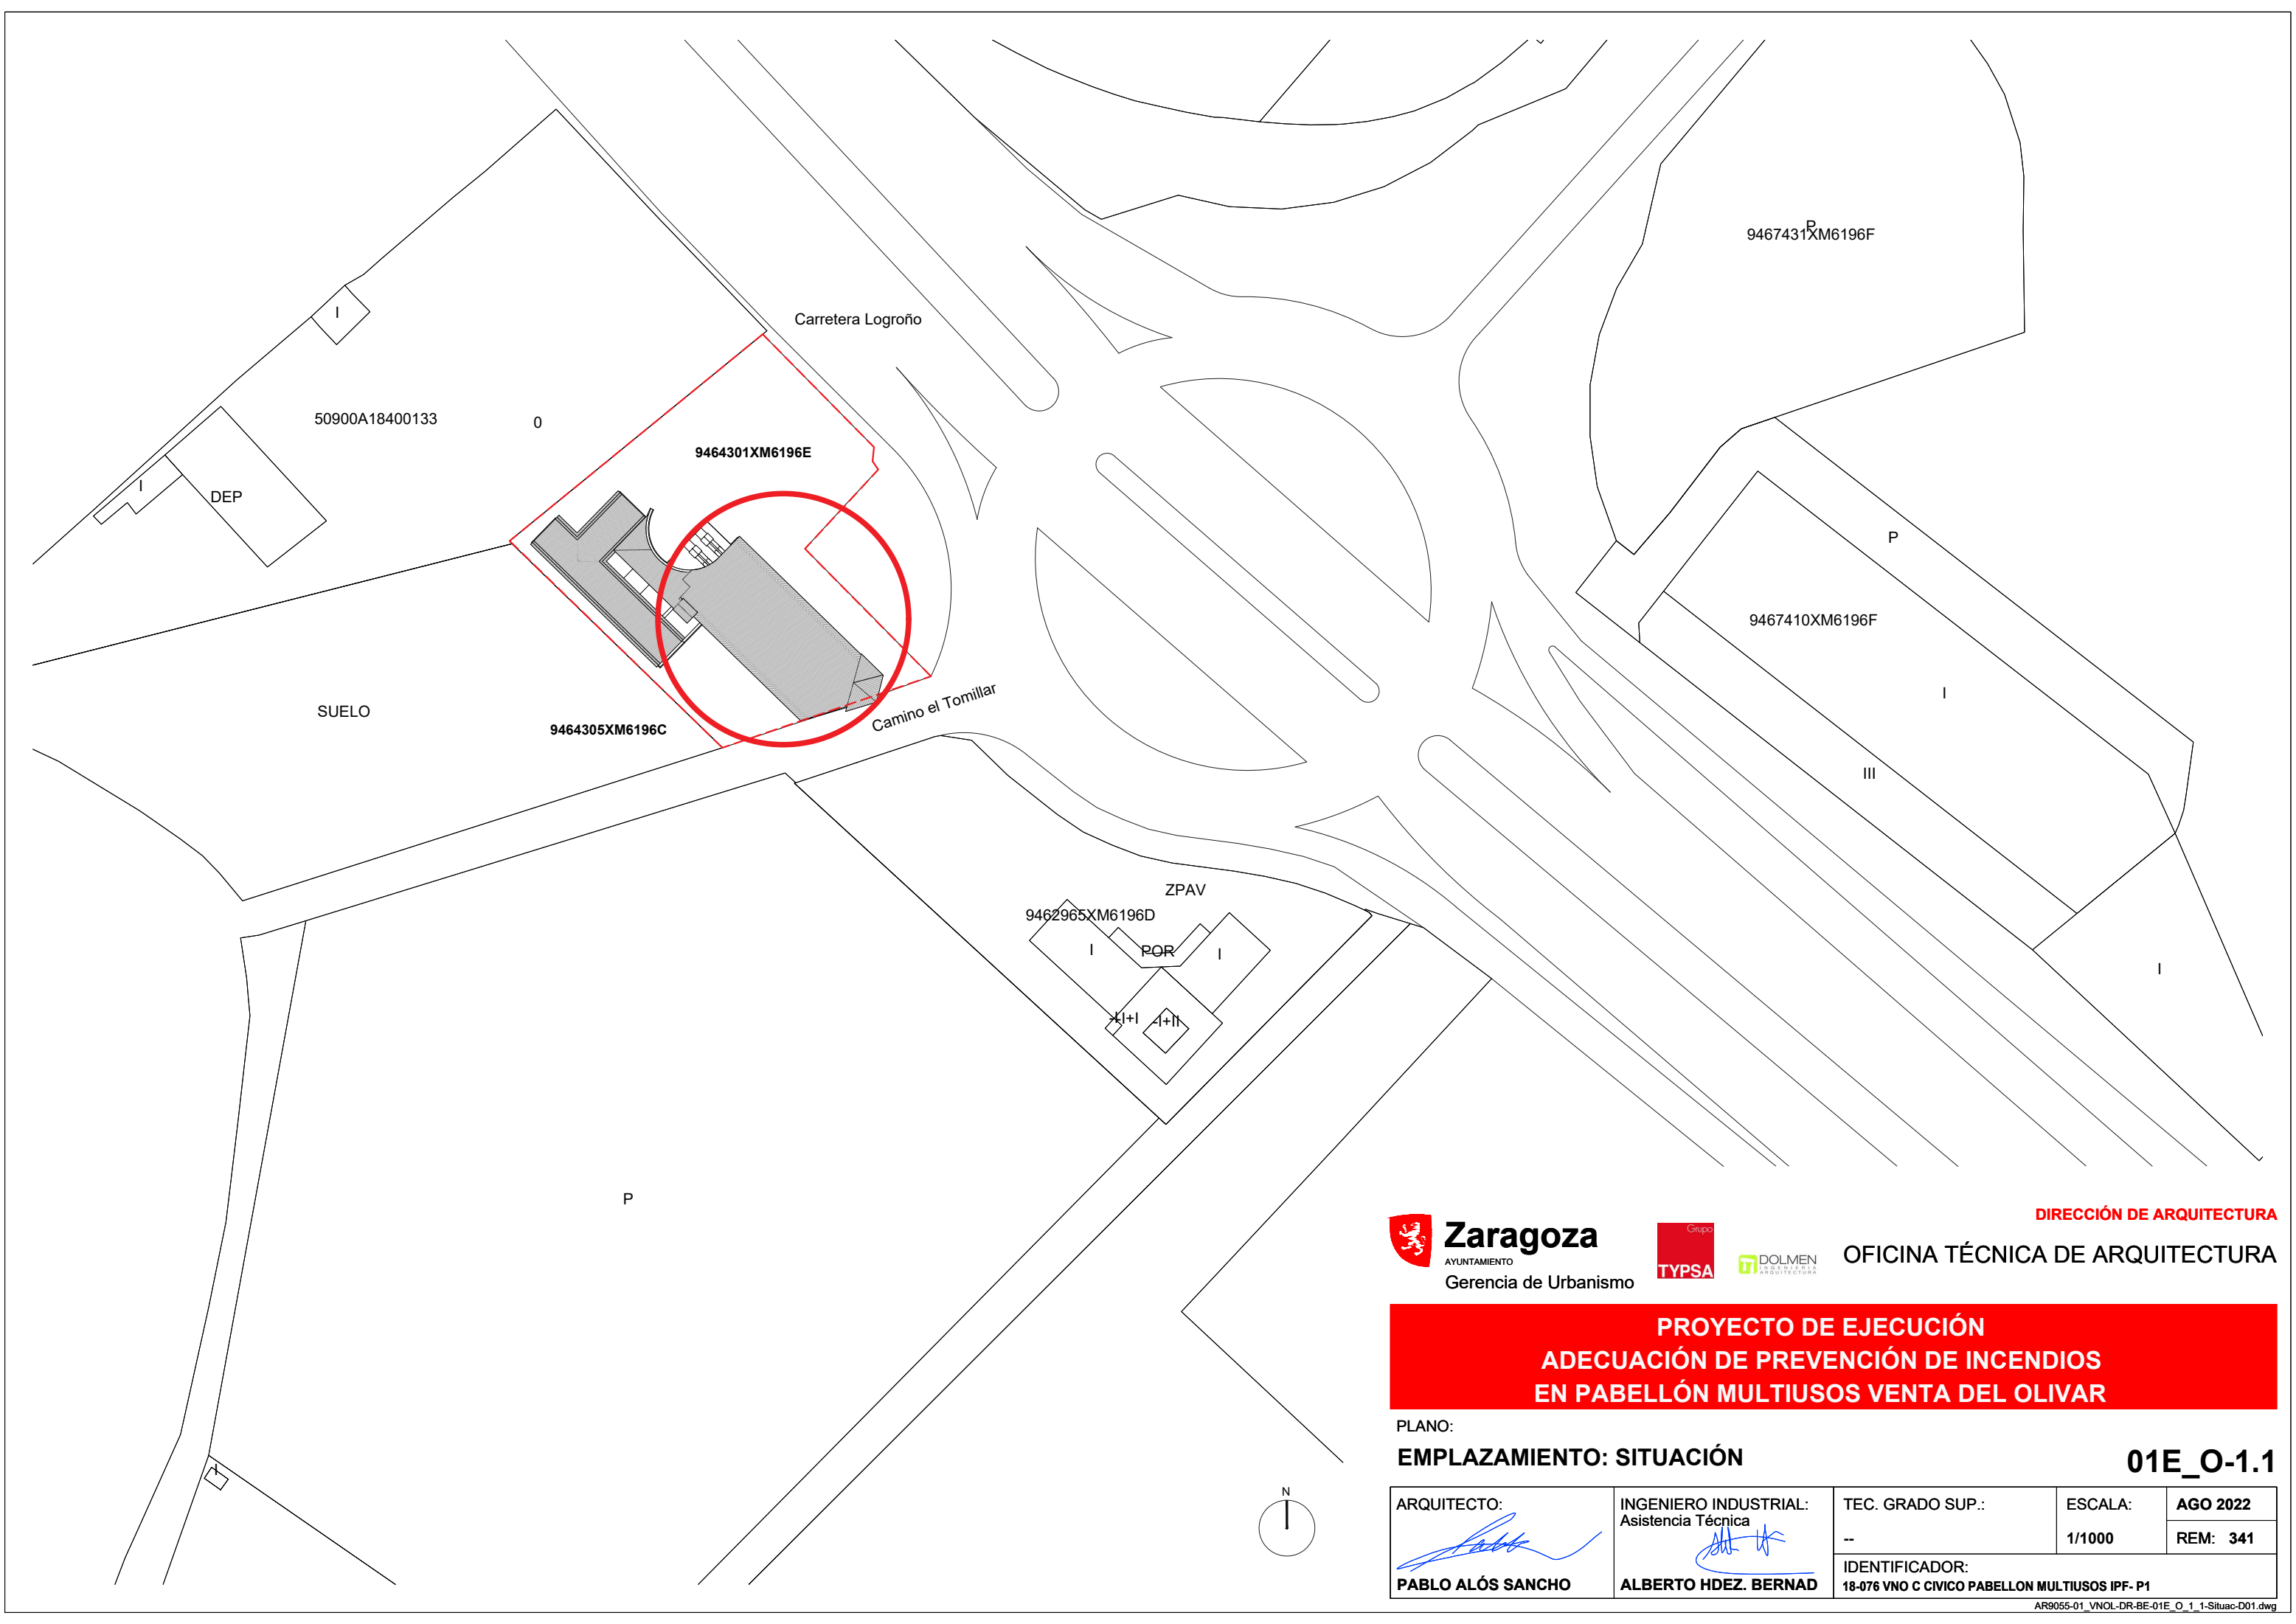 P
9467431XM6196F
Carretera Logroño
I
50900A18400133
0
9464301XM6196E
I
DEP
P
9467410XM6196F
I
SUELO
9464305XM6196C
Camino el Tomillar
III
ZPAV
9462965XM6196D
I
POR
I
I
-I+II
P
I
N
Zaragoza
AYUNTAMIENTO
Gerencia de Urbanismo
Grupo
TYPSA
DOLMEN
INGENIERIA
ARQUITECTURA
DIRECCIÓN DE ARQUITECTURA
OFICINA TÉCNICA DE ARQUITECTURA
PROYECTO DE EJECUCIÓN
ADECUACIÓN DE PREVENCIÓN DE INCENDIOS
EN PABELLÓN MULTIUSOS VENTA DEL OLIVAR
PLANO:
EMPLAZAMIENTO: SITUACIÓN
01E_O-1.1
ARQUITECTO:
PABLO ALÓS SANCHO
INGENIERO INDUSTRIAL:
Asistencia Técnica
ALBERTO HDEZ. BERNAD
TEC. GRADO SUP.:
--
ESCALA:
1/1000
AGO 2022
REM: 341
IDENTIFICADOR:
18-076 VNO C CIVICO PABELLON MULTIUSOS IPF- P1
AR9055-01_VNOL-DR-BE-01E_O_1_1-Situac-D01.dwg